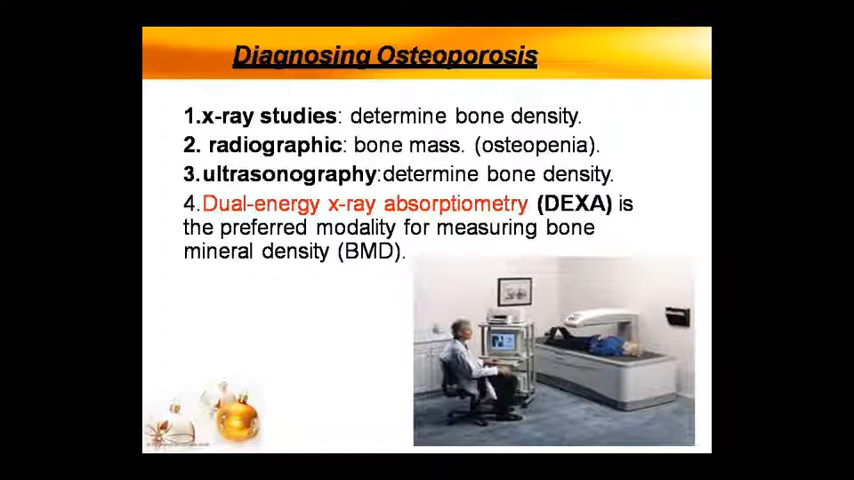 Diagnosing Osteoporosis
1.x-ray studies: determine bone density.
2. radiographic: bone mass. (osteopenia).
3.ultrasonography:determine bone density.
4.Dual-energy x-ray absorptiometry (DEXA) is
the preferred modality for measuring bone
mineral density (BMD).